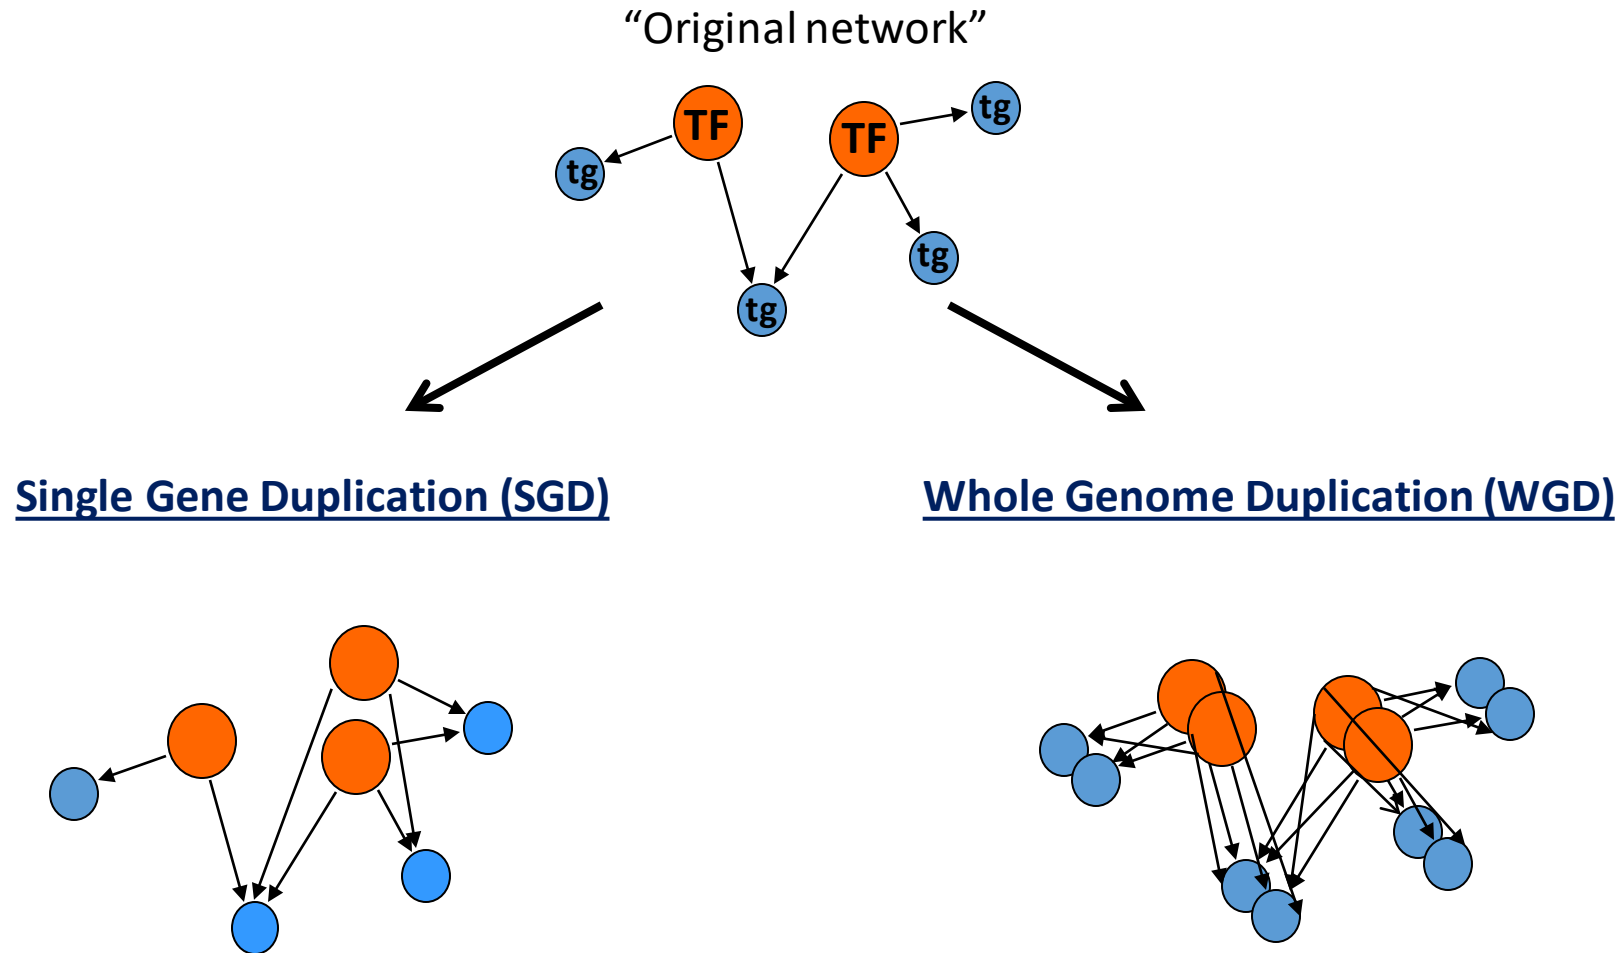 “Original network”
TF
TF
tg
tg
tg
tg
Single Gene Duplication (SGD)
Whole Genome Duplication (WGD)